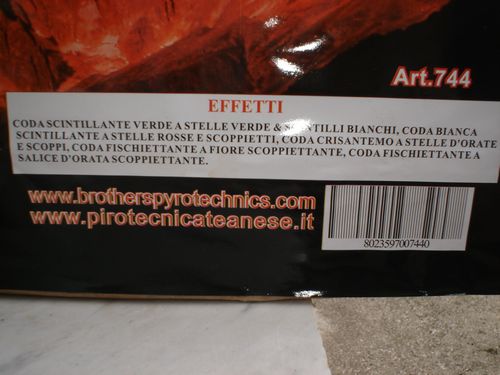 Art.744
EFFETTI
CODA SCINTILLANTE VERDE A STELLE VERDE & SCINTILLI BIANCHI, CODA BIANCA
SCINTILLANTE A STELLE ROSSE E SCOPPIETTI, CODA CRISANTEMO A STELLE D'ORATE
E SCOPPI, CODA FISCHIETTANTE A FIORE SCOPPIETTANTE, CODA FISCHIETTANTE A
SALICE D'ORATA SCOPPIETTANTE.
www.brotherspyrotechnics.com
www.pirotecnicateanese.it
8023597007440